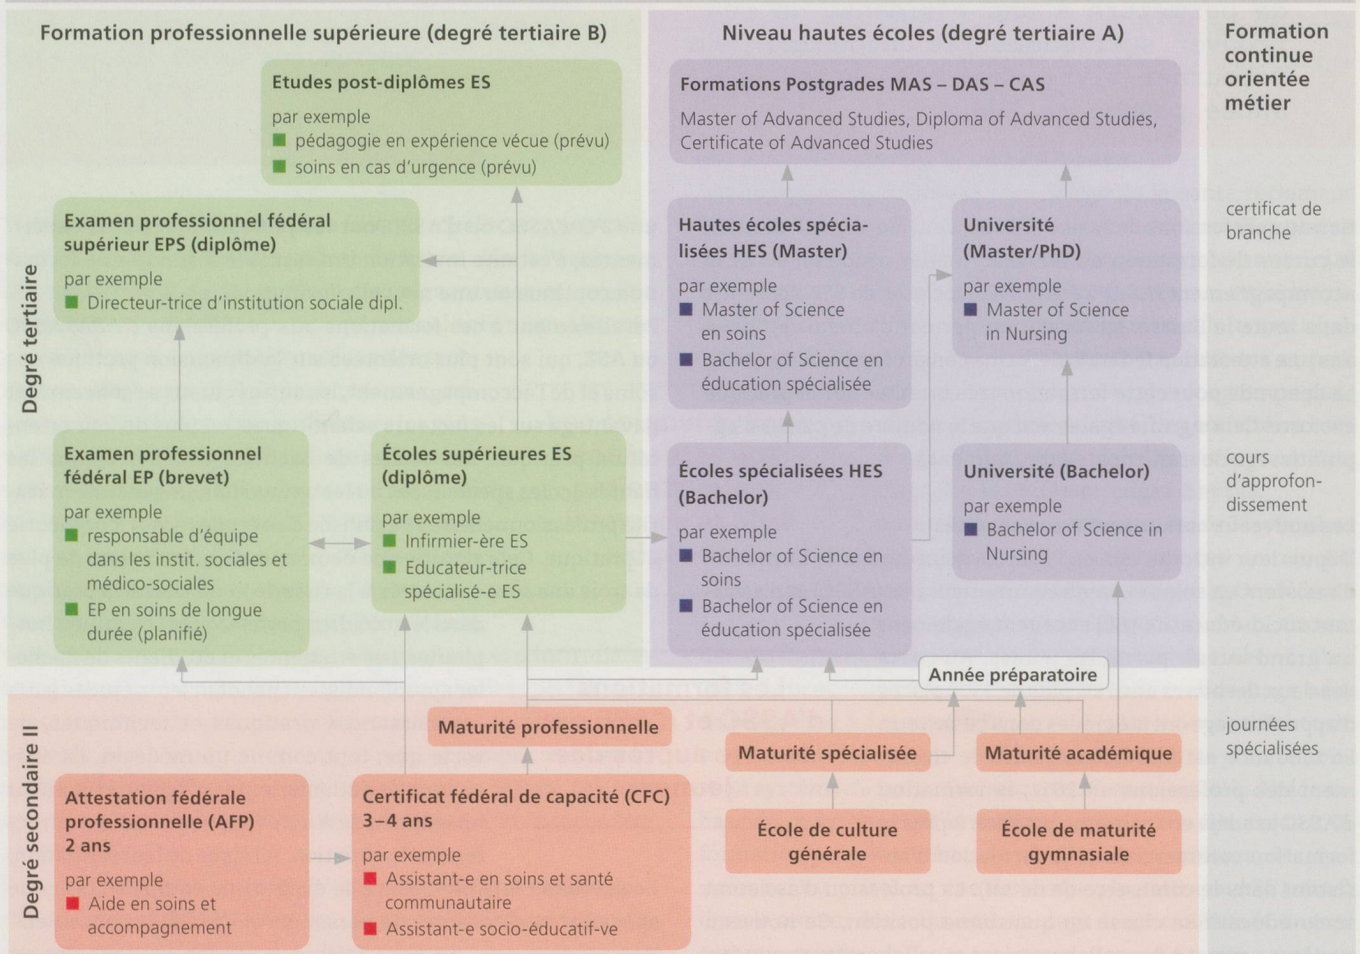 Formation professionnelle supérieure (degré tertiaire B)
Etudes post-diplômes ES
par exemple
pédagogie en expérience vécue (prévu)
soins en cas d'urgence (prévu)
Examen professionnel fédéral
supérieur EPS (diplôme)
par exemple
Directeur-trice d'institution sociale dipl.
Degré tertiaire
Examen professionnel
fédéral EP (brevet)
par exemple
responsable d'équipe
dans les instit. sociales et
médico-sociales
EP en soins de longue
durée (planifié)
Écoles supérieures ES
(diplôme)
par exemple
Infirmier-ère ES
Educateur-trice
spécialisé-e ES
Niveau hautes écoles (degré tertiaire A)
Formations Postgrades MAS – DAS – CAS
Master of Advanced Studies, Diploma of Advanced Studies,
Certificate of Advanced Studies
Hautes écoles spécia-
lisées HES (Master)
par exemple
Master of Science
en soins
Bachelor of Science en
éducation spécialisée
Université
(Master/PhD)
par exemple
Master of Science
in Nursing
Écoles spécialisées HES
(Bachelor)
par exemple
Bachelor of Science en
soins
Bachelor of Science en
éducation spécialisée
Université (Bachelor)
par exemple
Bachelor of Science in
Nursing
Année préparatoire
Degré secondaire II
Maturité professionnelle
Maturité spécialisée
Maturité académique
Attestation fédérale
professionnelle (AFP)
2 ans
par exemple
Aide en soins et
accompagnement
Certificat fédéral de capacité (CFC)
3–4 ans
par exemple
Assistant-e en soins et santé
communautaire
Assistant-e socio-éducatif-ve
École de culture
générale
École de maturité
gymnasiale
Formation
continue
orientée
métier
certificat de
branche
cours
d'approfon-
dissement
journées
spécialisées